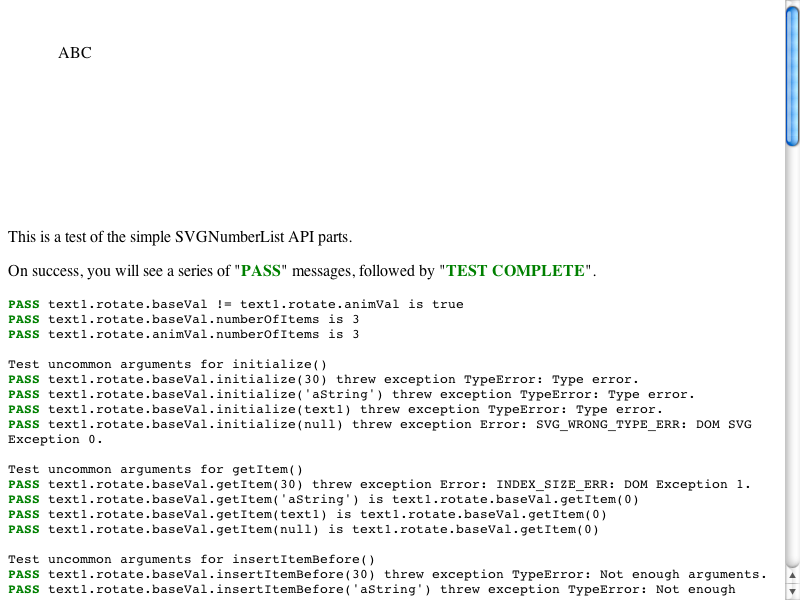 ABC
This is a test of the simple SVGNumberList API parts.
On success, you will see a series of "PASS" messages, followed by "TEST COMPLETE".
PASS text1.rotate.baseVal != text1.rotate.animVal is true
PASS text1.rotate.baseVal.numberOfItems is 3
PASS text1.rotate.animVal.numberOfItems is 3
Test uncommon arguments for initialize()
PASS text1.rotate.baseVal.initialize(30) threw exception TypeError: Type error.
PASS text1.rotate.baseVal.initialize('aString') threw exception TypeError: Type error.
PASS text1.rotate.baseVal.initialize(text1) threw exception TypeError: Type error.
PASS text1.rotate.baseVal.initialize(null) threw exception Error: SVG_WRONG_TYPE_ERR: DOM SVG
Exception 0.
Test uncommon arguments for getItem()
PASS text1.rotate.baseVal.getItem(30) threw exception Error: INDEX_SIZE_ERR: DOM Exception 1.
PASS text1.rotate.baseVal.getItem('aString') is text1.rotate.baseVal.getItem(0)
PASS text1.rotate.baseVal.getItem(text1) is text1.rotate.baseVal.getItem(0)
PASS text1.rotate.baseVal.getItem(null) is text1.rotate.baseVal.getItem(0)
Test uncommon arguments for insertItemBefore()
PASS text1.rotate.baseVal.insertItemBefore(30) threw exception TypeError: Not enough arguments.
PASS text1.rotate.baseVal.insertItemBefore('aString') threw exception TypeError: Not enough